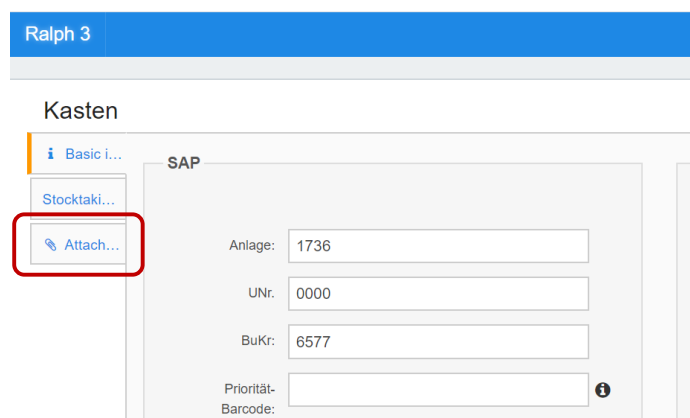 Ralph 3
Kasten
Basic i...
SAP
Stocktaki...
Attach...
Anlage: 1736
UNr. 0000
BuKr: 6577
Priorität-
Barcode: